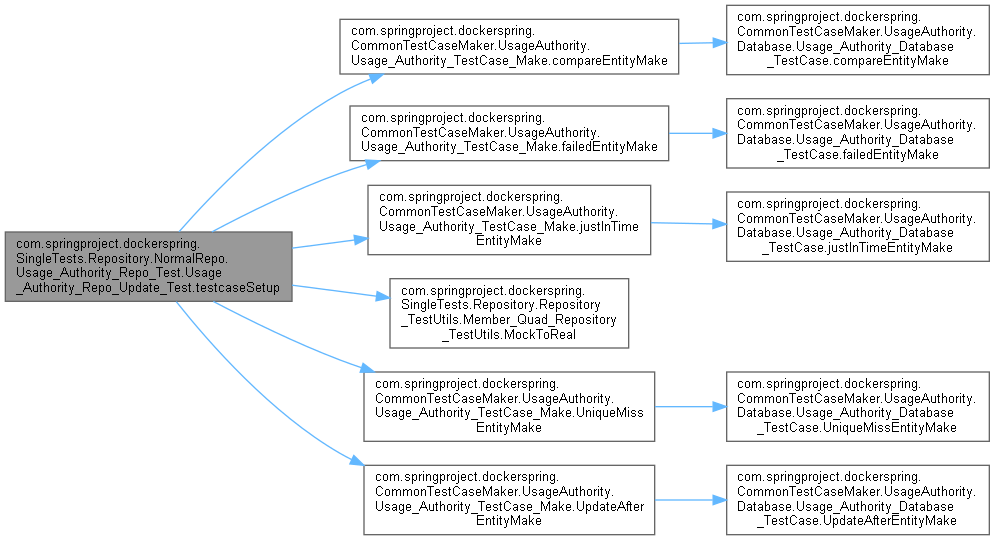 com.springproject.dockerspring.
SingleTests.Repository.NormalRepo.
Usage_Authority_Repo_Test.Usage
_Authority_Repo_Update_Test.testcaseSetup
com.springproject.dockerspring.
CommonTestCaseMaker.UsageAuthority.
Usage_Authority_TestCase_Make.compareEntityMake
com.springproject.dockerspring.
CommonTestCaseMaker.UsageAuthority.
Database.Usage_Authority_Database
_TestCase.compareEntityMake
com.springproject.dockerspring.
CommonTestCaseMaker.UsageAuthority.
Usage_Authority_TestCase_Make.failedEntityMake
com.springproject.dockerspring.
CommonTestCaseMaker.UsageAuthority.
Database.Usage_Authority_Database
_TestCase.failedEntityMake
com.springproject.dockerspring.
CommonTestCaseMaker.UsageAuthority.
Usage_Authority_TestCase_Make.justInTime
EntityMake
com.springproject.dockerspring.
CommonTestCaseMaker.UsageAuthority.
Database.Usage_Authority_Database
_TestCase.justInTimeEntityMake
com.springproject.dockerspring.
SingleTests.Repository.Repository
_TestUtils.Member_Quad_Repository
_TestUtils.MockToReal
com.springproject.dockerspring.
CommonTestCaseMaker.UsageAuthority.
Usage_Authority_TestCase_Make.UniqueMiss
EntityMake
com.springproject.dockerspring.
CommonTestCaseMaker.UsageAuthority.
Database.Usage_Authority_Database
_TestCase.UniqueMissEntityMake
com.springproject.dockerspring.
CommonTestCaseMaker.UsageAuthority.
Usage_Authority_TestCase_Make.UpdateAfter
EntityMake
com.springproject.dockerspring.
CommonTestCaseMaker.UsageAuthority.
Database.Usage_Authority_Database
_TestCase.UpdateAfterEntityMake